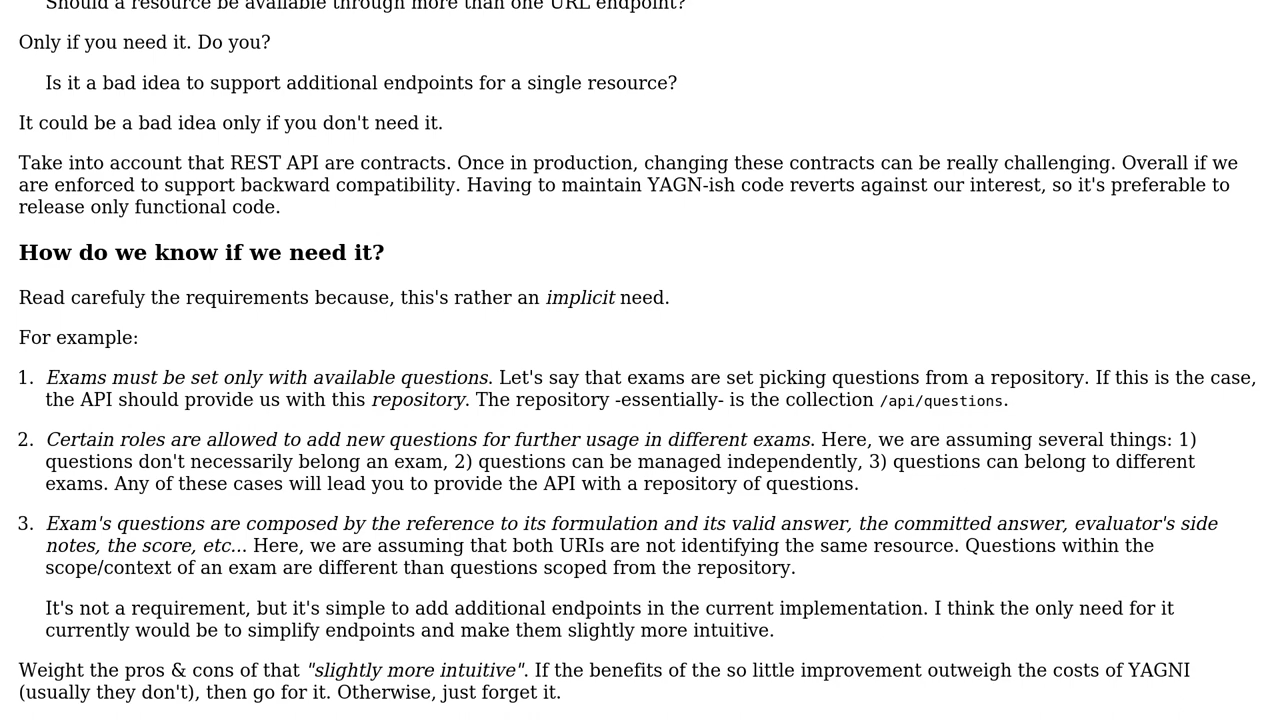 Should a resource be available through more than one URL endpoint?
Only if you need it. Do you?
Is it a bad idea to support additional endpoints for a single resource?
It could be a bad idea only if you don't need it.
Take into account that REST API are contracts. Once in production, changing these contracts can be really challenging. Overall if we
are enforced to support backward compatibility. Having to maintain YAGN-ish code reverts against our interest, so it's preferable to
release only functional code.
How do we know if we need it?
Read carefuly the requirements because, this's rather an implicit need.
For example:
1. Exams must be set only with available questions. Let's say that exams are set picking questions from a repository. If this is the case,
the API should provide us with this repository. The repository -essentially- is the collection /api/questions.
2. Certain roles are allowed to add new questions for further usage in different exams. Here, we are assuming several things: 1)
questions don't necessarily belong an exam, 2) questions can be managed independently, 3) questions can belong to different
exams. Any of these cases will lead you to provide the API with a repository of questions.
3. Exam's questions are composed by the reference to its formulation and its valid answer, the committed answer, evaluator's side
notes, the score, etc... Here, we are assuming that both URIs are not identifying the same resource. Questions within the
scope/context of an exam are different than questions scoped from the repository.
It's not a requirement, but it's simple to add additional endpoints in the current implementation. I think the only need for it
currently would be to simplify endpoints and make them slightly more intuitive.
Weight the pros & cons of that "slightly more intuitive". If the benefits of the so little improvement outweigh the costs of YAGNI
(usually they don't), then go for it. Otherwise, just forget it.